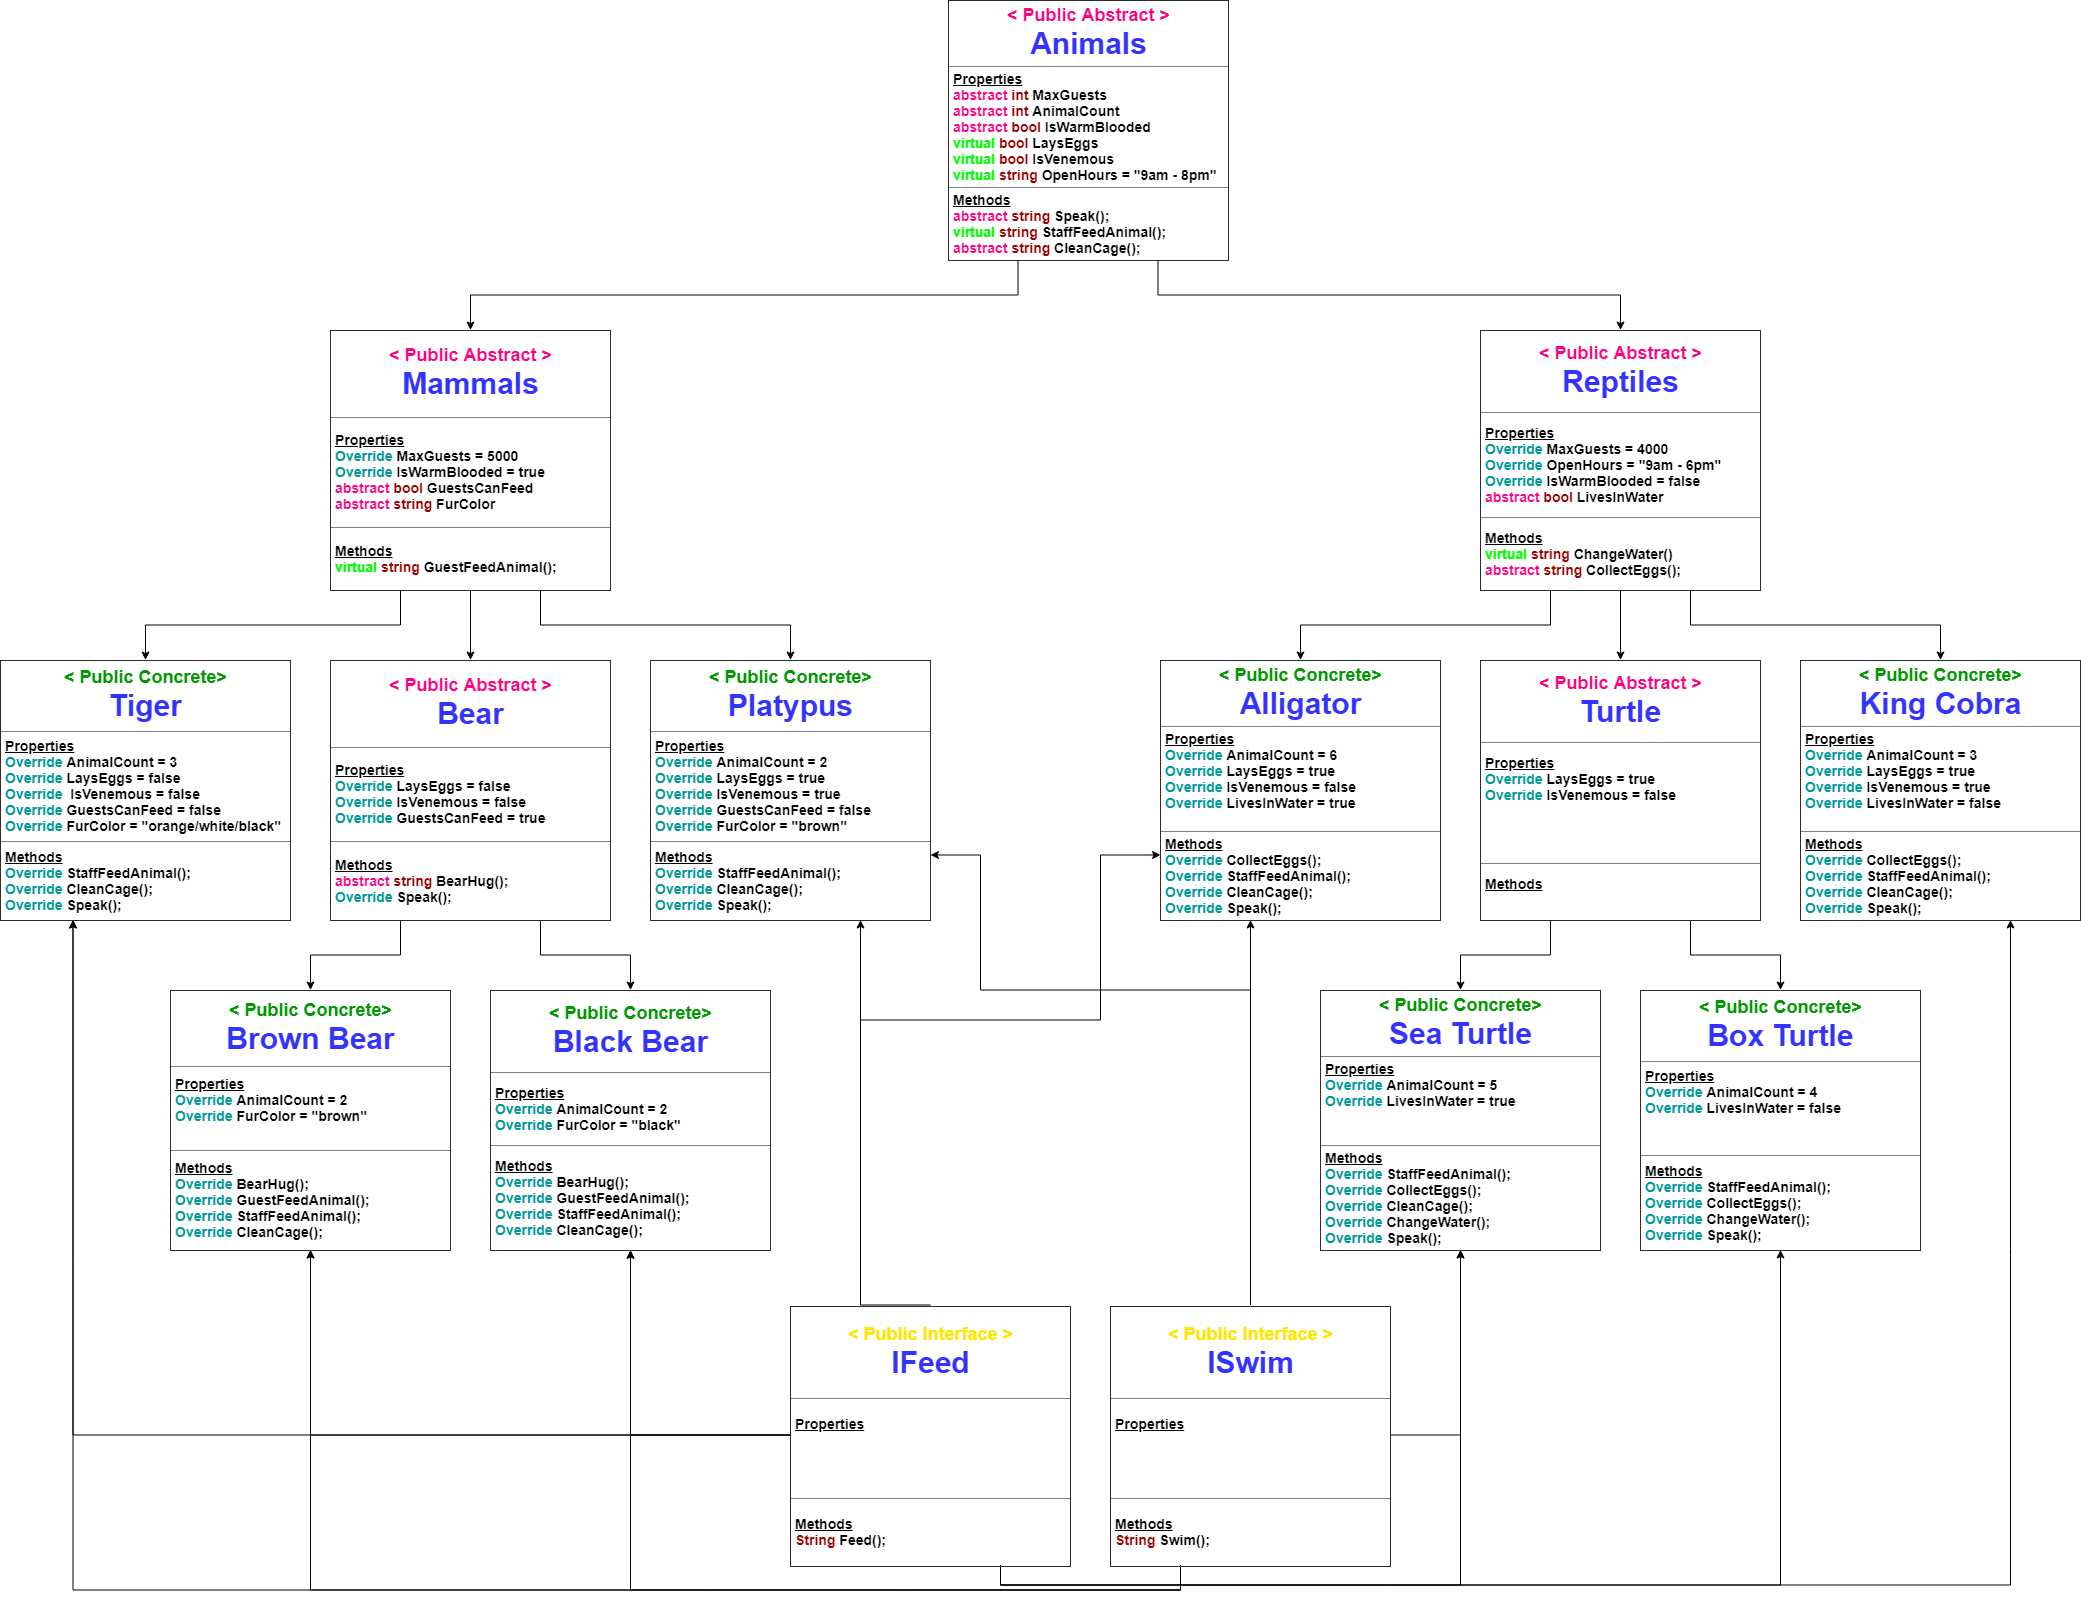 < Public Abstract >
Animals
Properties
abstract int MaxGuests
abstract int AnimalCount
abstract bool IsWarmBlooded
virtual bool LaysEggs
virtual bool IsVenemous
virtual string OpenHours = "9am - 8pm"
Methods
abstract string Speak();
virtual string StaffFeedAnimal();
abstract string CleanCage();
< Public Abstract >
Mammals
Properties
Override MaxGuests = 5000
Override IsWarmBlooded = true
abstract bool GuestsCanFeed
abstract string FurColor
Methods
virtual string GuestFeedAnimal();
< Public Abstract >
Reptiles
Properties
Override MaxGuests = 4000
Override OpenHours = "9am - 6pm"
Override IsWarmBlooded = false
abstract bool LivesInWater
Methods
virtual string ChangeWater()
abstract string CollectEggs();
< Public Concrete>
Tiger
Properties
Override AnimalCount = 3
Override LaysEggs = false
Override IsVenemous = false
Override GuestsCanFeed = false
Override FurColor = "orange/white/black"
Methods
Override StaffFeedAnimal();
Override CleanCage();
Override Speak();
< Public Abstract >
Bear
Properties
Override LaysEggs = false
Override IsVenemous = false
Override GuestsCanFeed = true
Methods
abstract string BearHug();
Override Speak();
< Public Concrete>
Platypus
Properties
Override AnimalCount = 2
Override LaysEggs = true
Override IsVenemous = true
Override GuestsCanFeed = false
Override FurColor = "brown"
Methods
Override StaffFeedAnimal();
Override CleanCage();
Override Speak();
< Public Concrete>
Alligator
Properties
Override AnimalCount = 6
Override LaysEggs = true
Override IsVenemous = false
Override LivesInWater = true
Methods
Override CollectEggs();
Override StaffFeedAnimal();
Override CleanCage();
Override Speak();
< Public Abstract >
Turtle
Properties
Override LaysEggs = true
Override IsVenemous = false
Methods
< Public Concrete>
King Cobra
Properties
Override AnimalCount = 3
Override LaysEggs = true
Override IsVenemous = true
Override LivesInWater = false
Methods
Override CollectEggs();
Override StaffFeedAnimal();
Override CleanCage();
Override Speak();
< Public Concrete>
Brown Bear
Properties
Override AnimalCount = 2
Override FurColor = "brown"
Methods
Override BearHug();
Override GuestFeedAnimal();
Override StaffFeedAnimal();
Override CleanCage();
< Public Concrete>
Black Bear
Properties
Override AnimalCount = 2
Override FurColor = "black"
Methods
Override BearHug();
Override GuestFeedAnimal();
Override StaffFeedAnimal();
Override CleanCage();
< Public Concrete>
Sea Turtle
Properties
Override AnimalCount = 5
Override LivesInWater = true
Methods
Override StaffFeedAnimal();
Override CollectEggs();
Override CleanCage();
Override ChangeWater();
Override Speak();
< Public Concrete>
Box Turtle
Properties
Override AnimalCount = 4
Override LivesInWater = false
Methods
Override StaffFeedAnimal();
Override CollectEggs();
Override ChangeWater();
Override Speak();
< Public Interface >
IFeed
Properties
Methods
String Feed();
< Public Interface >
ISwim
Properties
Methods
String Swim();